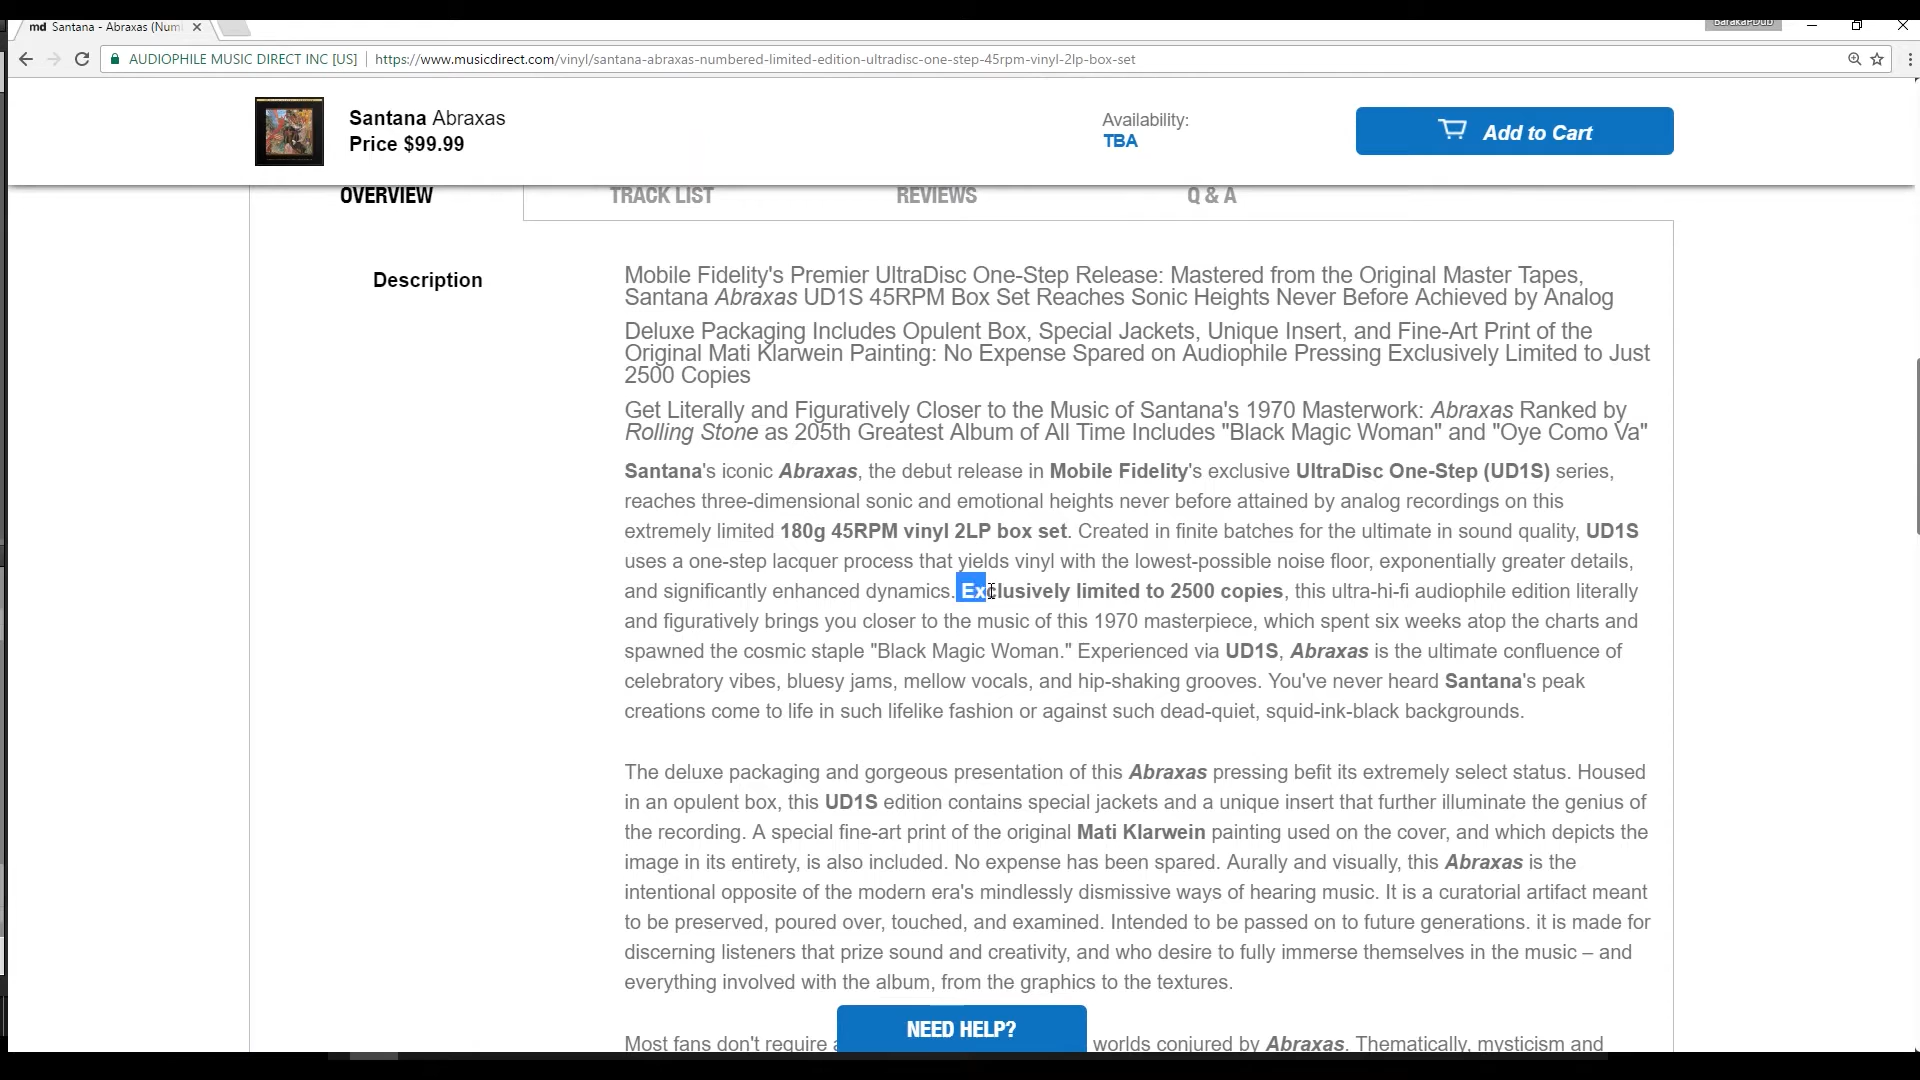 md Santana - Abraxas (Num
BarakaPDub
AUDIOPHILE MUSIC DIRECT INC [US] https://www.musicdirect.com/vinyl/santana-abraxas-numbered-limited-edition-ultradisc-one-step-45rpm-vinyl-2lp-box-set
Santana Abraxas
Price $99.99
Availability:
TBA
Add to Cart
OVERVIEW TRACK LIST REVIEWS Q & A
Description
Mobile Fidelity's Premier UltraDisc One-Step Release: Mastered from the Original Master Tapes,
Santana Abraxas UD1S 45RPM Box Set Reaches Sonic Heights Never Before Achieved by Analog
Deluxe Packaging Includes Opulent Box, Special Jackets, Unique Insert, and Fine-Art Print of the
Original Mati Klarwein Painting: No Expense Spared on Audiophile Pressing Exclusively Limited to Just
2500 Copies
Get Literally and Figuratively Closer to the Music of Santana's 1970 Masterwork: Abraxas Ranked by
Rolling Stone as 205th Greatest Album of All Time Includes "Black Magic Woman" and "Oye Como Va"
Santana's iconic Abraxas, the debut release in Mobile Fidelity's exclusive UltraDisc One-Step (UD1S) series,
reaches three-dimensional sonic and emotional heights never before attained by analog recordings on this
extremely limited 180g 45RPM vinyl 2LP box set. Created in finite batches for the ultimate in sound quality, UD1S
uses a one-step lacquer process that yields vinyl with the lowest-possible noise floor, exponentially greater details,
and significantly enhanced dynamics. Exclusively limited to 2500 copies, this ultra-hi-fi audiophile edition literally
and figuratively brings you closer to the music of this 1970 masterpiece, which spent six weeks atop the charts and
spawned the cosmic staple "Black Magic Woman." Experienced via UD1S, Abraxas is the ultimate confluence of
celebratory vibes, bluesy jams, mellow vocals, and hip-shaking grooves. You've never heard Santana's peak
creations come to life in such lifelike fashion or against such dead-quiet, squid-ink-black backgrounds.
The deluxe packaging and gorgeous presentation of this Abraxas pressing befit its extremely select status. Housed
in an opulent box, this UD1S edition contains special jackets and a unique insert that further illuminate the genius of
the recording. A special fine-art print of the original Mati Klarwein painting used on the cover, and which depicts the
image in its entirety, is also included. No expense has been spared. Aurally and visually, this Abraxas is the
intentional opposite of the modern era's mindlessly dismissive ways of hearing music. It is a curatorial artifact meant
to be preserved, poured over, touched, and examined. Intended to be passed on to future generations. it is made for
discerning listeners that prize sound and creativity, and who desire to fully immerse themselves in the music – and
everything involved with the album, from the graphics to the textures.
NEED HELP?
Most fans don't require worlds conjured by Abraxas. Thematically, mysticism and